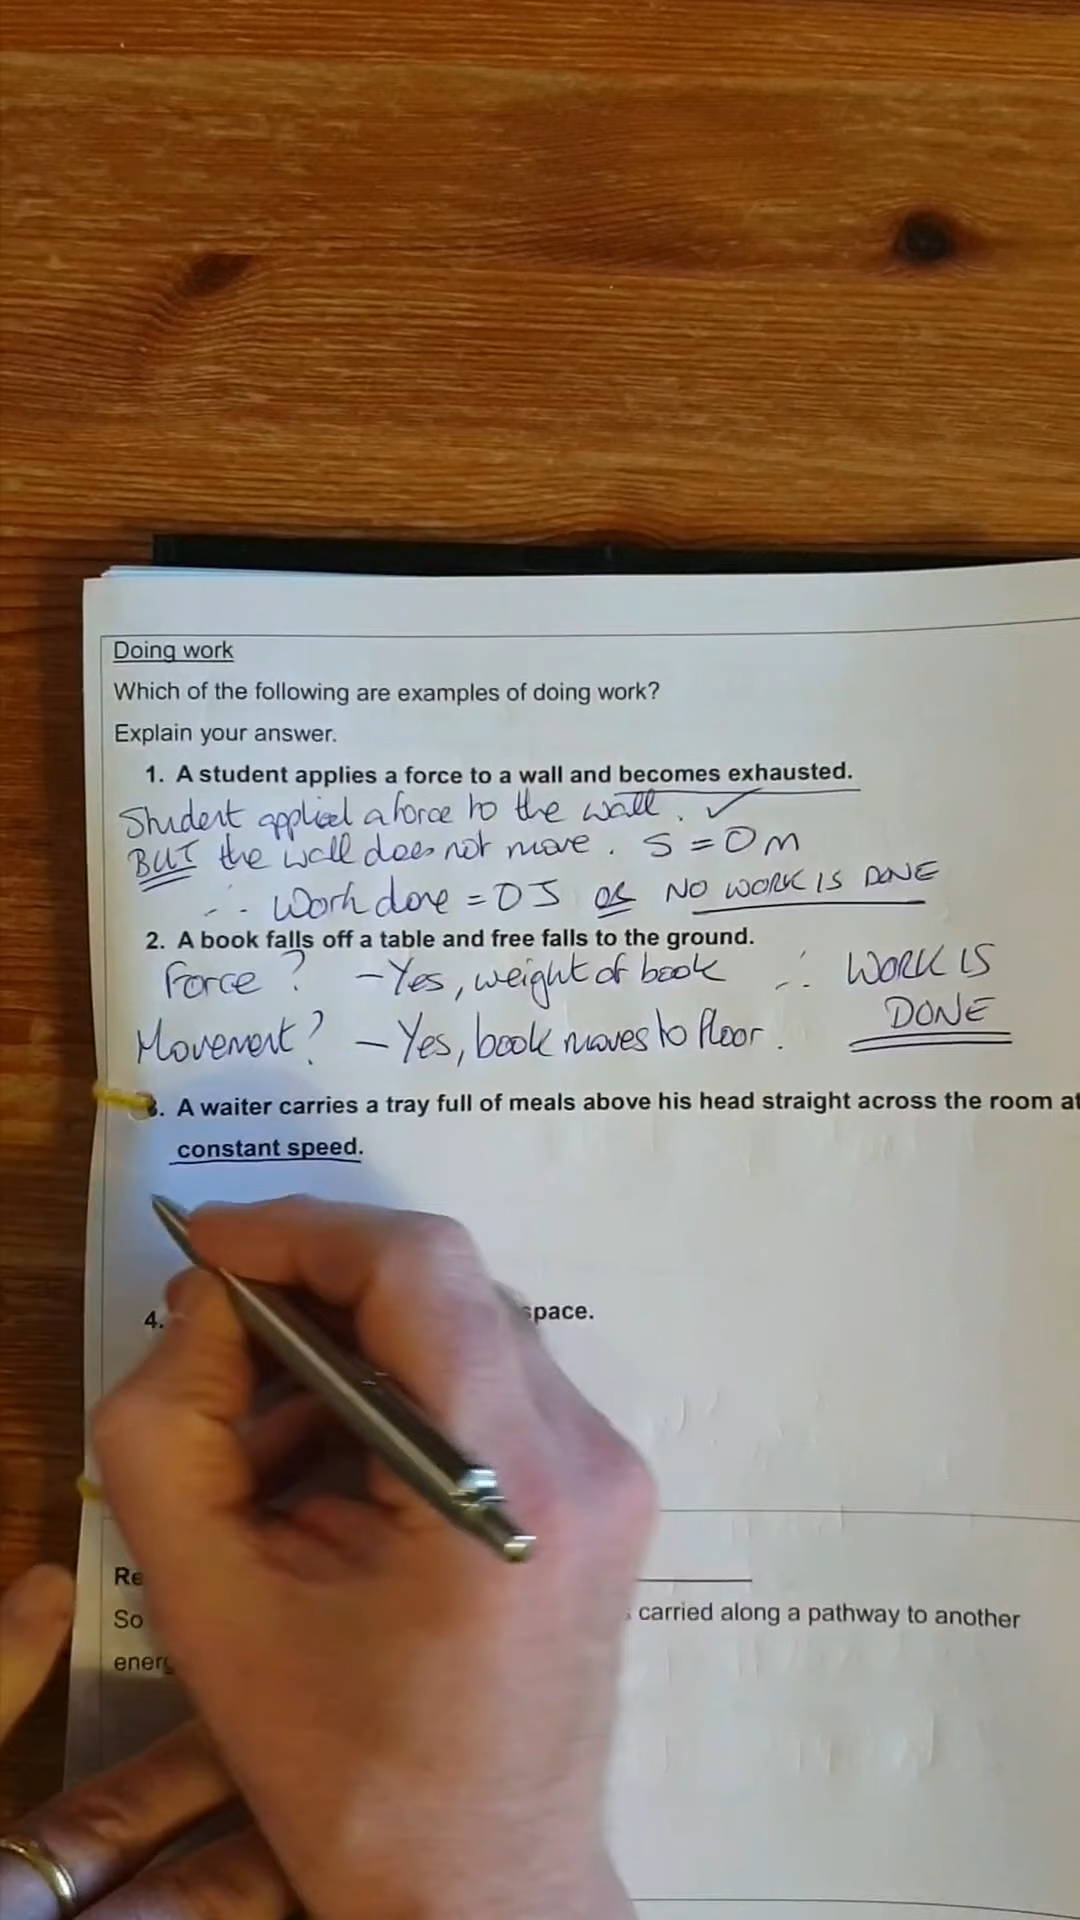 Doing work
Which of the following are examples of doing work?
Explain your answer.
1. A student applies a force to a wall and becomes exhausted.
Student applied a force to the wall. ✓
BUT the wall does not move. S = 0 m
∴ Work done = 0 J or NO WORK IS DONE
2. A book falls off a table and free falls to the ground.
Force? - Yes, weight of book ∴ WORK IS
DONE
Movement? - Yes, book moves to floor.
3. A waiter carries a tray full of meals above his head straight across the room at
constant speed.
4. space.
Re
So carried along a pathway to another
energ